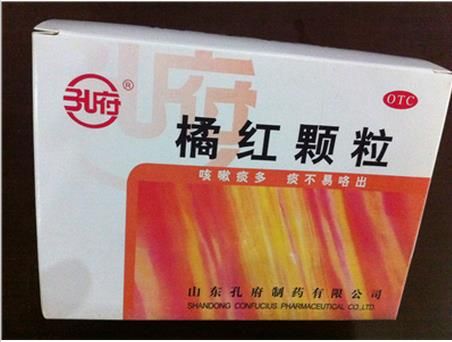 孔府®
OTC
橘红颗粒
咳嗽痰多 痰不易咯出
山东孔府制药有限公司
SHANDONG CONFUCIUS PHARMACEUTICAL CO.,LTD.